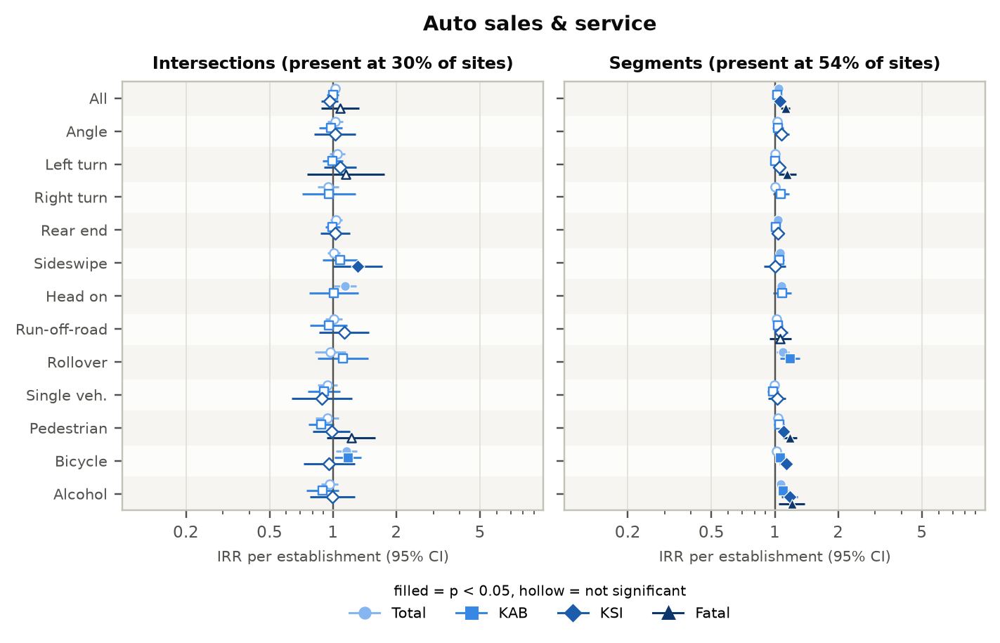 Auto sales & service
Intersections (present at 30% of sites)
Segments (present at 54% of sites)
All
Angle
Left turn
Right turn
Rear end
Sideswipe
Head on
Run-off-road
Rollover
Single veh.
Pedestrian
Bicycle
Alcohol
0.2 0.5 1 2 5
0.2 0.5 1 2 5
IRR per establishment (95% CI)
IRR per establishment (95% CI)
filled = p < 0.05, hollow = not significant
Total KAB KSI Fatal